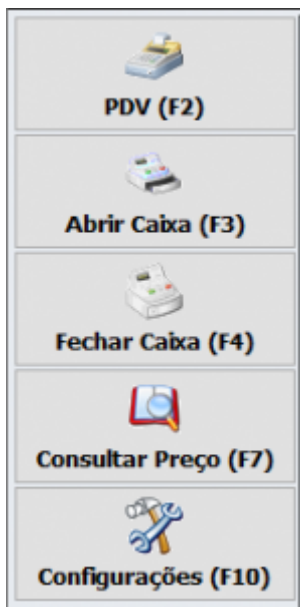 PDV (F2)
Abrir Caixa (F3)
Fechar Caixa (F4)
Consultar Preço (F7)
Configurações (F10)